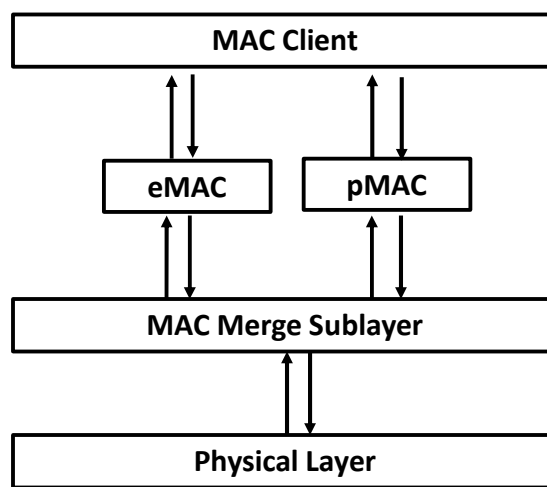 MAC Client
eMAC
pMAC
MAC Merge Sublayer
Physical Layer